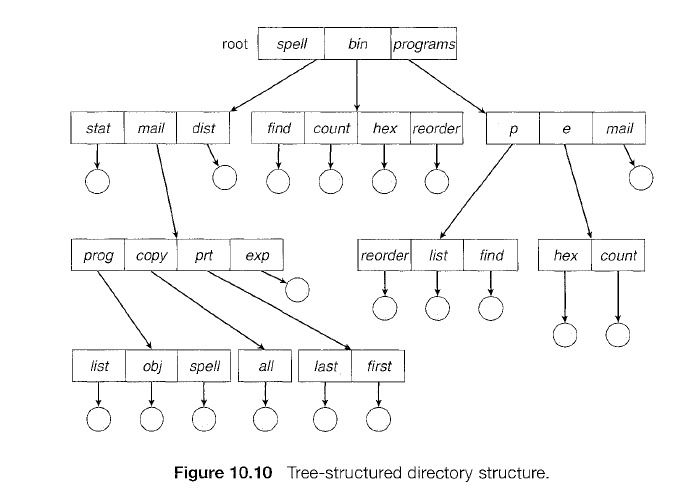 root spell bin programs
stat mail dist find count hex reorder p e mail
prog copy prt exp reorder list find hex count
list obj spell all last first
Figure 10.10 Tree-structured directory structure.